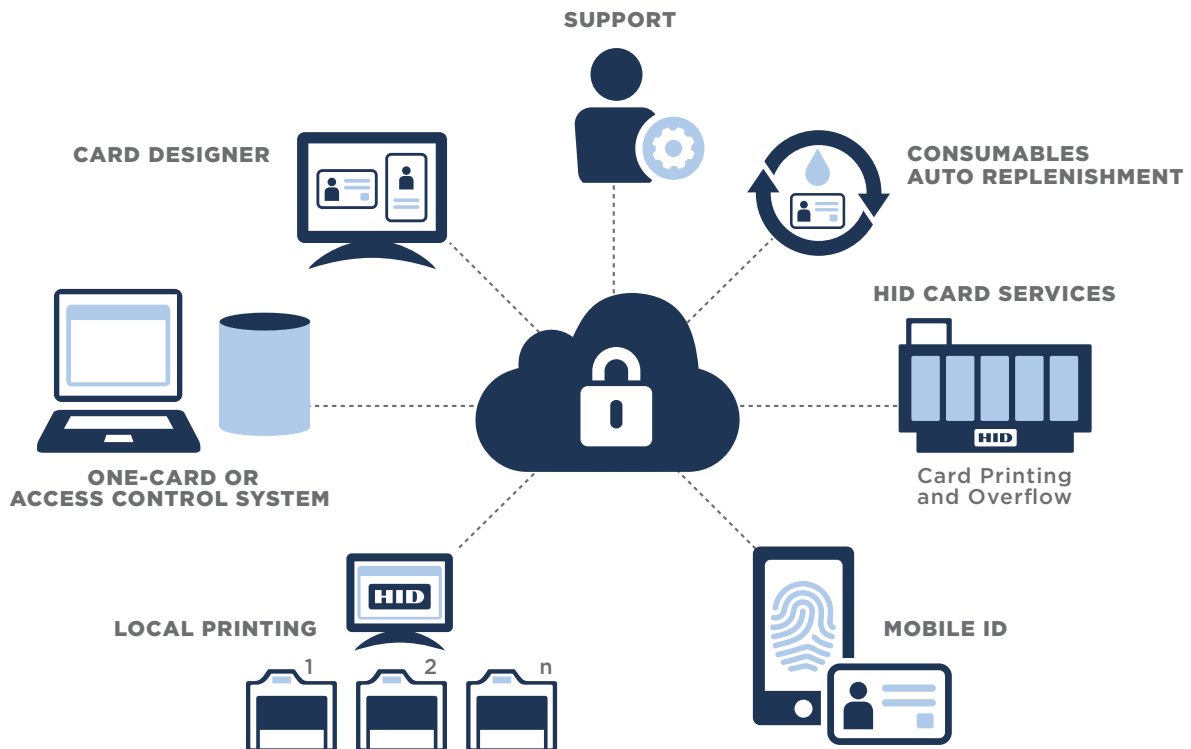 SUPPORT
CARD DESIGNER
CONSUMABLES
AUTO REPLENISHMENT
HID CARD SERVICES
HID
Card Printing
and Overflow
ONE-CARD OR
ACCESS CONTROL SYSTEM
HID
LOCAL PRINTING
MOBILE ID
1
2
n